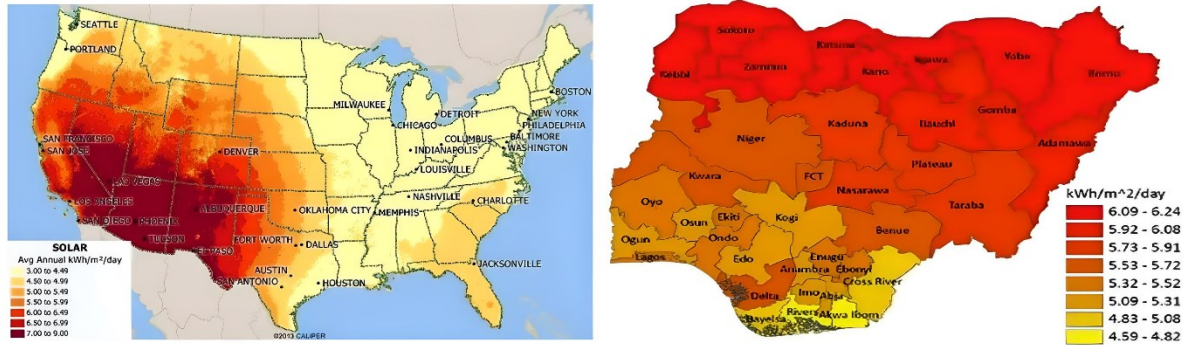 SEATTLE
PORTLAND
SAN FRANCISCO
SAN JOSE
LAS VEGAS
LOS ANGELES
SAN DIEGO
PHOENIX
TUCSON
ALBUQUERQUE
EL PASO
DENVER
OKLAHOMA CITY
FORT WORTH
DALLAS
AUSTIN
SAN ANTONIO
HOUSTON
MEMPHIS
NASHVILLE
LOUISVILLE
INDIANAPOLIS
COLUMBUS
CHICAGO
MILWAUKEE
DETROIT
BOSTON
NEW YORK
PHILADELPHIA
BALTIMORE
WASHINGTON
CHARLOTTE
JACKSONVILLE
SOLAR
Avg Annual kWh/m²/day
3.00 to 4.49
4.50 to 4.99
5.00 to 5.49
5.50 to 5.99
6.00 to 6.49
6.50 to 6.99
7.00 to 9.00
©2013 CALIPER
Sokoto
Kebbi
Kano
Yobe
Gombe
Adamawa
Niger
Kaduna
Plateau
Kwara
FCT
Nasarawa
Taraba
Oyo
Osun
Ekiti
Kogi
Benue
Ogun
Ondo
Edo
Lagos
Enugu
Ebonyi
Cross River
Delta
Imo
Rivers
Akwa Ibom
kWh/m^2/day
6.09 - 6.24
5.92 - 6.08
5.73 - 5.91
5.53 - 5.72
5.32 - 5.52
5.09 - 5.31
4.83 - 5.08
4.59 - 4.82